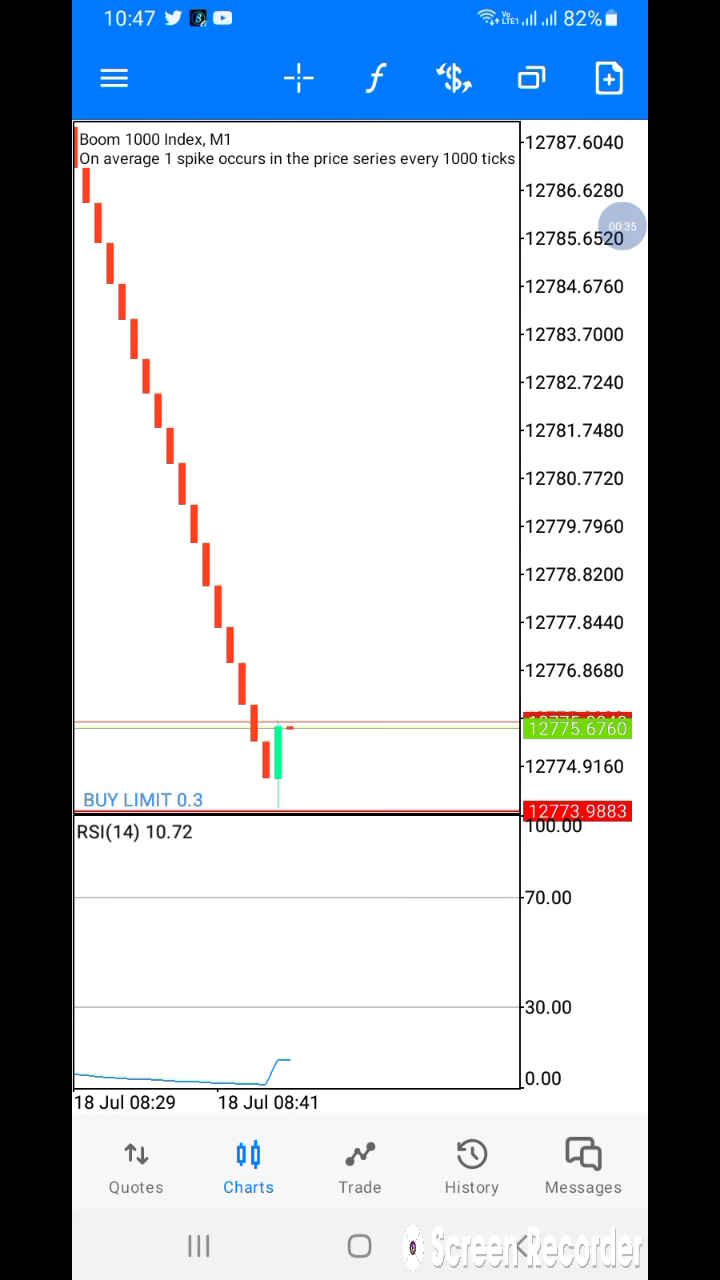 10:47
Vo
LTE1
82%
Boom 1000 Index, M1
On average 1 spike occurs in the price series every 1000 ticks
12787.6040
12786.6280
00:35
12785.6520
12784.6760
12783.7000
12782.7240
12781.7480
12780.7720
12779.7960
12778.8200
12777.8440
12776.8680
12775.6760
12774.9160
BUY LIMIT 0.3
12773.9883
100.00
RSI(14) 10.72
70.00
30.00
0.00
18 Jul 08:29
18 Jul 08:41
Quotes
Charts
Trade
History
Messages
Screen Recorder